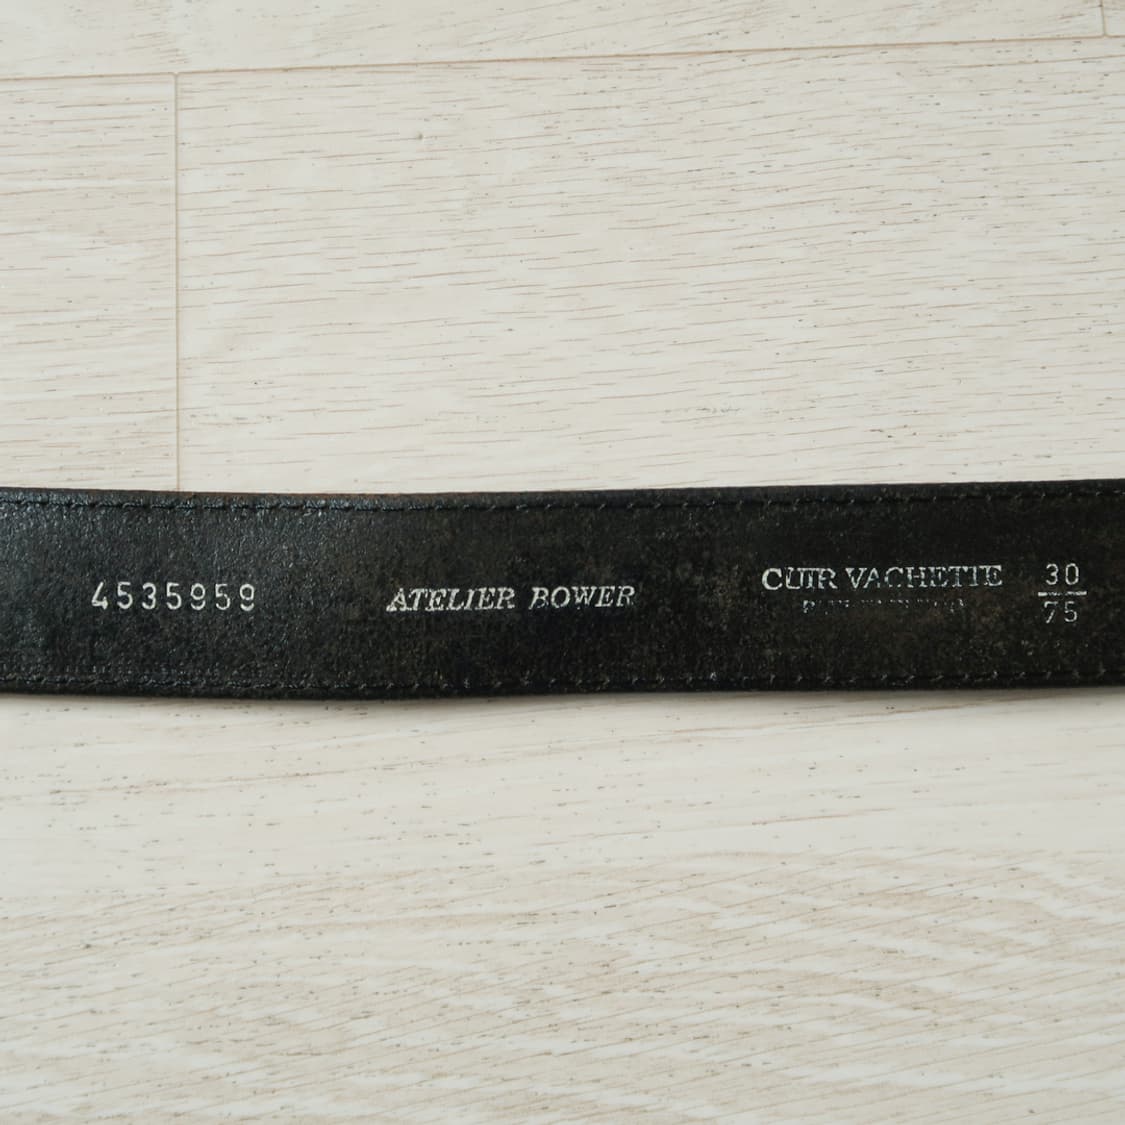 4535959
ATELIER BOWER
CUIR VACHETTE
30
75